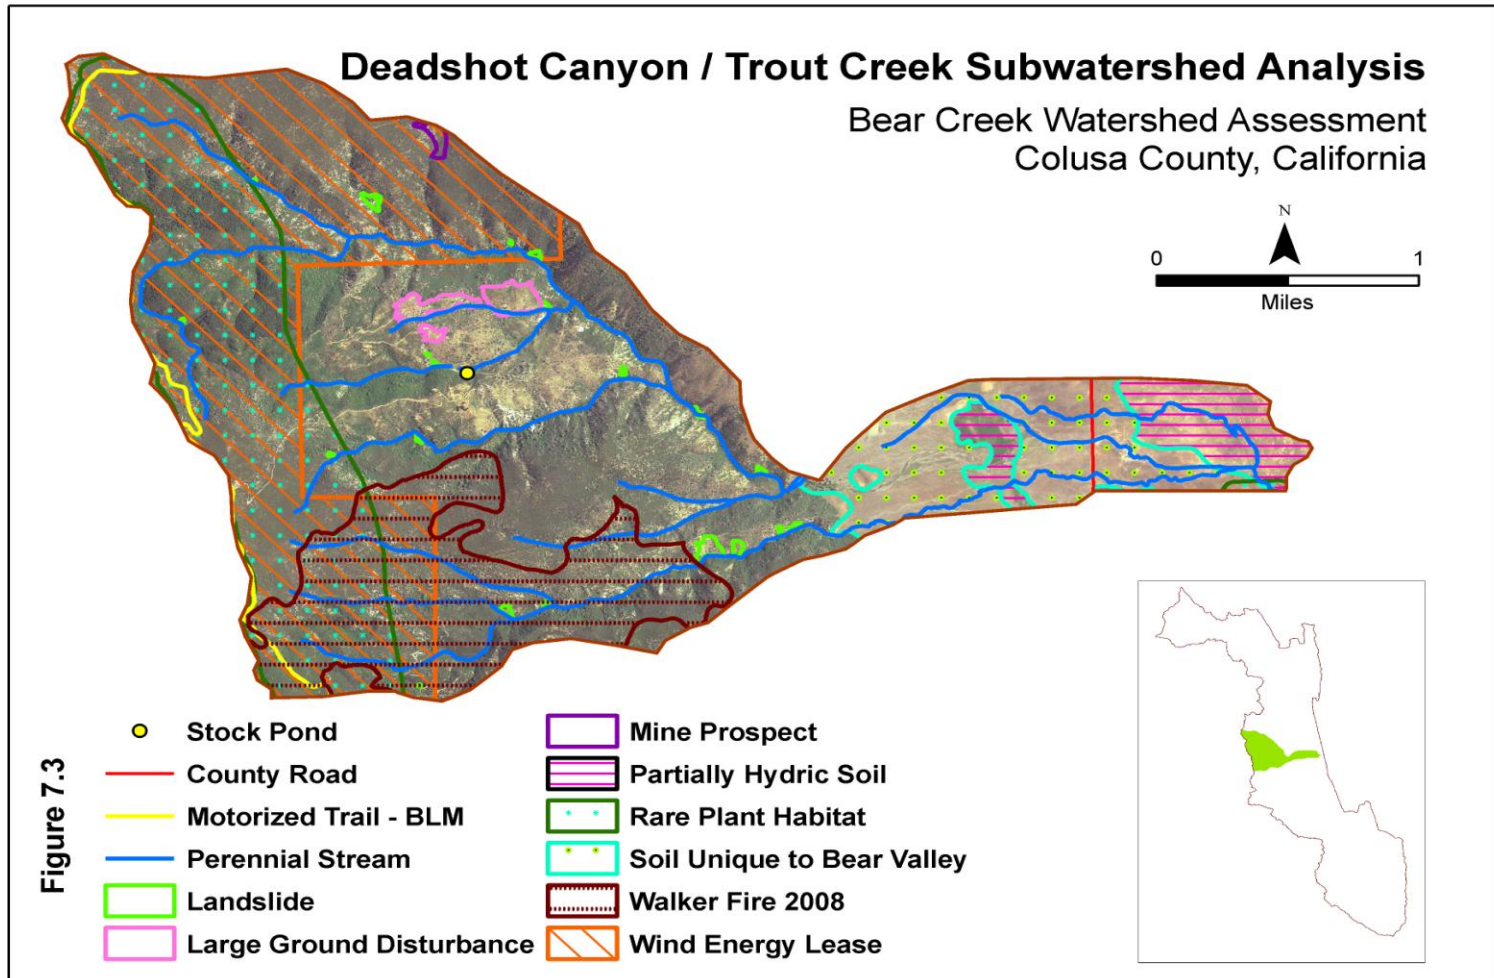 Deadshot Canyon / Trout Creek Subwatershed Analysis
Bear Creek Watershed Assessment
Colusa County, California
N
0 1
Miles
Figure 7.3
Stock Pond
County Road
Motorized Trail - BLM
Perennial Stream
Landslide
Large Ground Disturbance
Mine Prospect
Partially Hydric Soil
Rare Plant Habitat
Soil Unique to Bear Valley
Walker Fire 2008
Wind Energy Lease